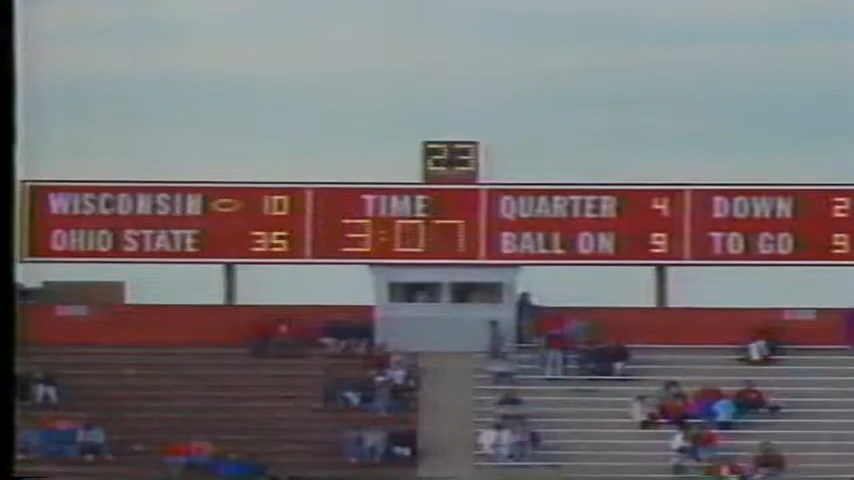 23
WISCONSIN 10 TIME QUARTER 4 DOWN 2
OHIO STATE 35 3:07 BALL ON 9 TO GO 9